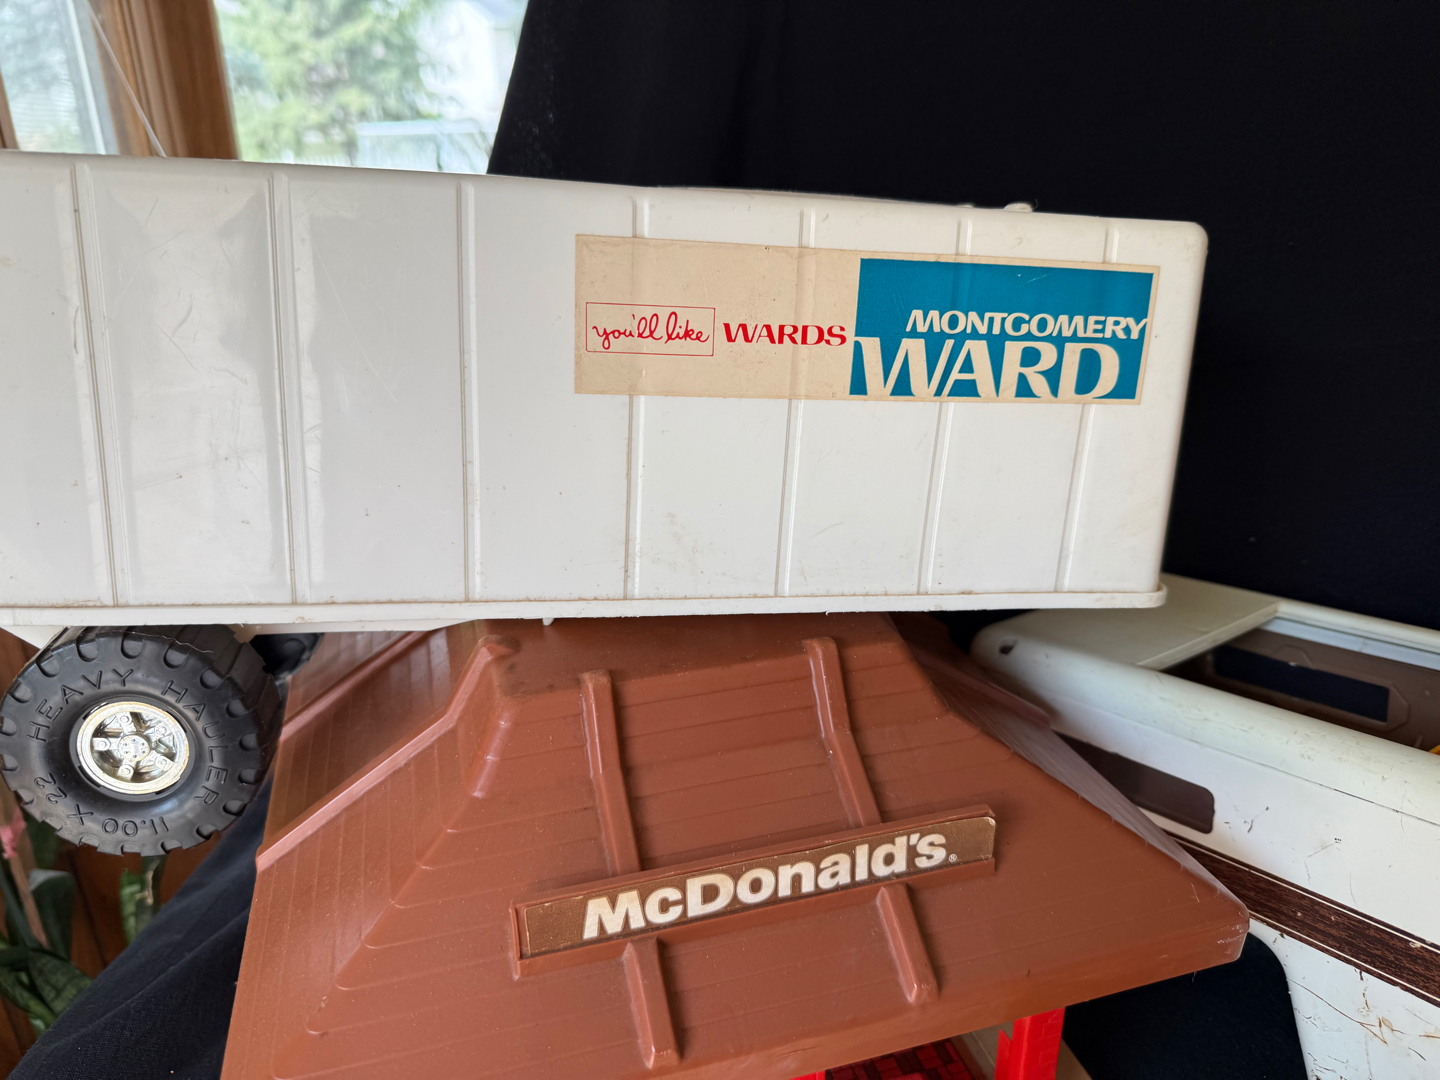 you'll like WARDS
MONTGOMERY
WARD
HEAVY HAULER
11.00 X 22
McDonald's®